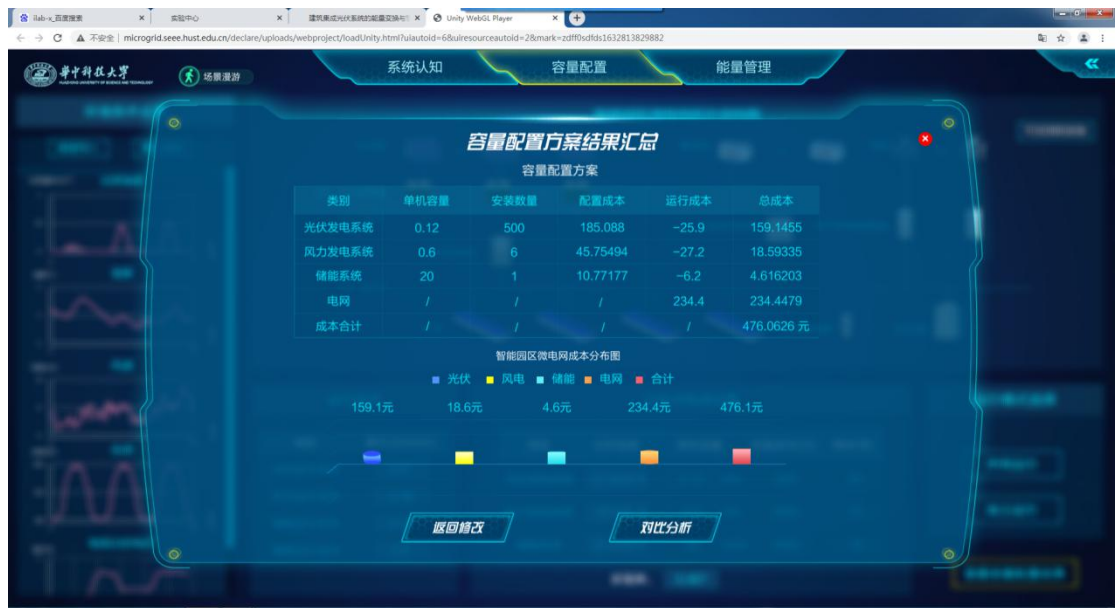 ilab-x_百度搜索
实验中心
建筑集成光伏系统的能量变换与
Unity WebGL Player
不安全 | microgrid.seee.hust.edu.cn/declare/uploads/webproject/loadUnity.html?uiautoid=6&uiresourceautoid=2&mark=zdff0sdfds1632813829882
华中科技大学
场景漫游
系统认知
容量配置
能量管理
容量配置方案结果汇总
容量配置方案
类别 单机容量 安装数量 配置成本 运行成本 总成本
光伏发电系统 0.12 500 185.088 -25.9 159.1455
风力发电系统 0.6 6 45.75494 -27.2 18.59335
储能系统 20 1 10.77177 -6.2 4.616203
电网 / / / 234.4 234.4479
成本合计 / / / / 476.0626 元
智能园区微电网成本分布图
光伏 风电 储能 电网 合计
159.1元 18.6元 4.6元 234.4元 476.1元
返回修改
对比分析